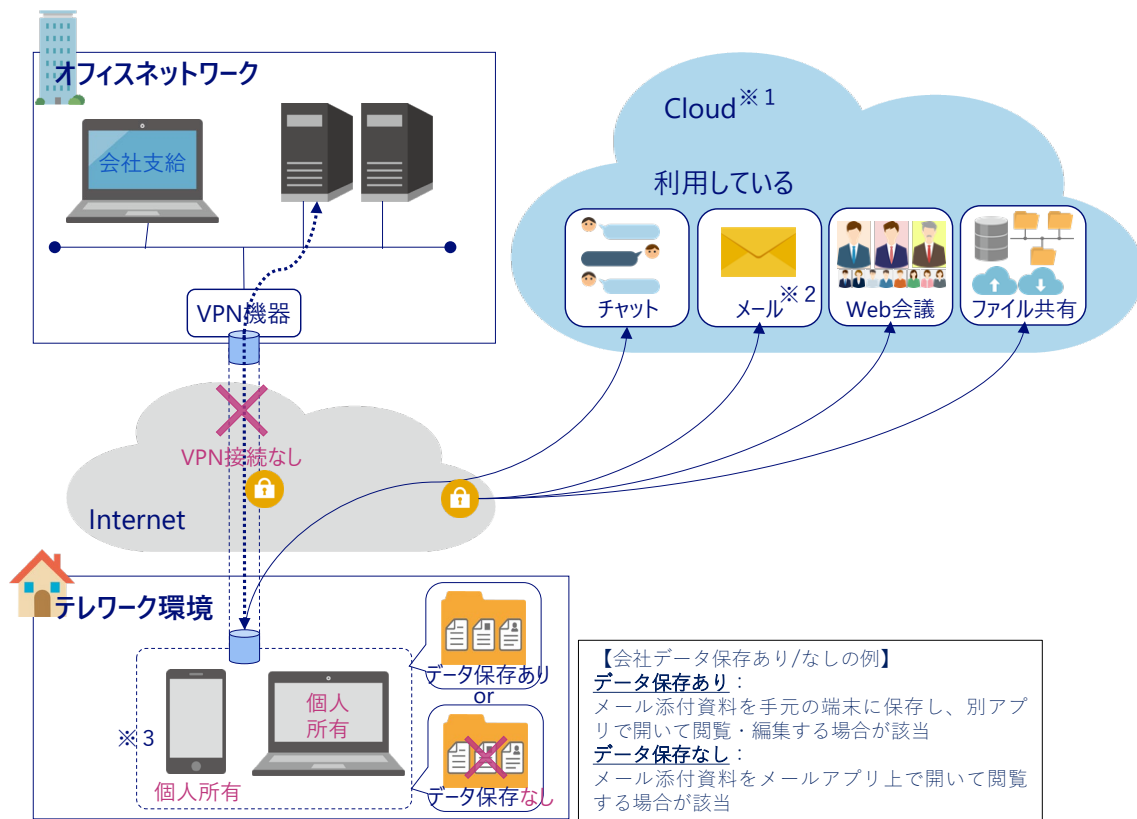 オフィスネットワーク
会社支給
VPN機器
Cloud※1
利用している
チャット
メール※2
Web会議
ファイル共有
VPN接続なし
Internet
テレワーク環境
※3
個人所有
個人
所有
データ保存あり
or
データ保存なし
【会社データ保存あり/なしの例】
データ保存あり：
メール添付資料を手元の端末に保存し、別アプ
リで開いて閲覧・編集する場合が該当
データ保存なし：
メール添付資料をメールアプリ上で開いて閲覧
する場合が該当